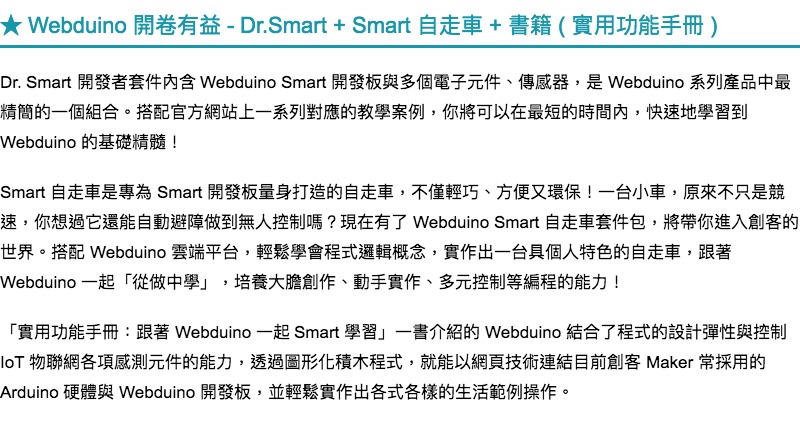 ★ Webduino 開卷有益 - Dr.Smart + Smart 自走車 + 書籍 ( 實用功能手冊 )
Dr. Smart 開發者套件內含 Webduino Smart 開發板與多個電子元件、傳感器，是 Webduino 系列產品中最
精簡的一個組合。搭配官方網站上一系列對應的教學案例，你將可以在最短的時間內，快速地學習到
Webduino 的基礎精髓！
Smart 自走車是專為 Smart 開發板量身打造的自走車，不僅輕巧、方便又環保！一台小車，原來不只是競
速，你想過它還能自動避障做到無人控制嗎？現在有了 Webduino Smart 自走車套件包，將帶你進入創客的
世界。搭配 Webduino 雲端平台，輕鬆學會程式邏輯概念，實作出一台具個人特色的自走車，跟著
Webduino 一起「從做中學」，培養大膽創作、動手實作、多元控制等編程的能力！
「實用功能手冊：跟著 Webduino 一起 Smart 學習」一書介紹的 Webduino 結合了程式的設計彈性與控制
IoT 物聯網各項感測元件的能力，透過圖形化積木程式，就能以網頁技術連結目前創客 Maker 常採用的
Arduino 硬體與 Webduino 開發板，並輕鬆實作出各式各樣的生活範例操作。